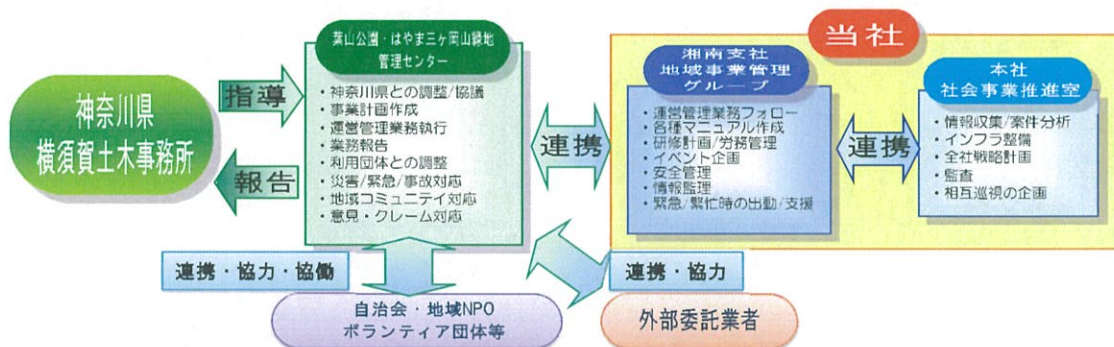 神奈川県
横須賀土木事務所
指導
報告
葉山公園・はやま三ヶ岡山緑地
管理センター
・神奈川県との調整/協議
・事業計画作成
・運営管理業務執行
・業務報告
・利用団体との調整
・災害/緊急/事故対応
・地域コミュニテイ対応
・意見・クレーム対応
連携
当社
湘南支社
地域事業管理
グループ
・運営管理業務フォロー
・各種マニュアル作成
・研修計画/労務管理
・イベント企画
・安全管理
・情報監理
・緊急/繁忙時の出動/支援
連携
本社
社会事業推進室
・情報収集/案件分析
・インフラ整備
・全社戦略計画
・監査
・相互巡視の企画
連携・協力・協働
自治会・地域NPO
ボランティア団体等
連携・協力
外部委託業者